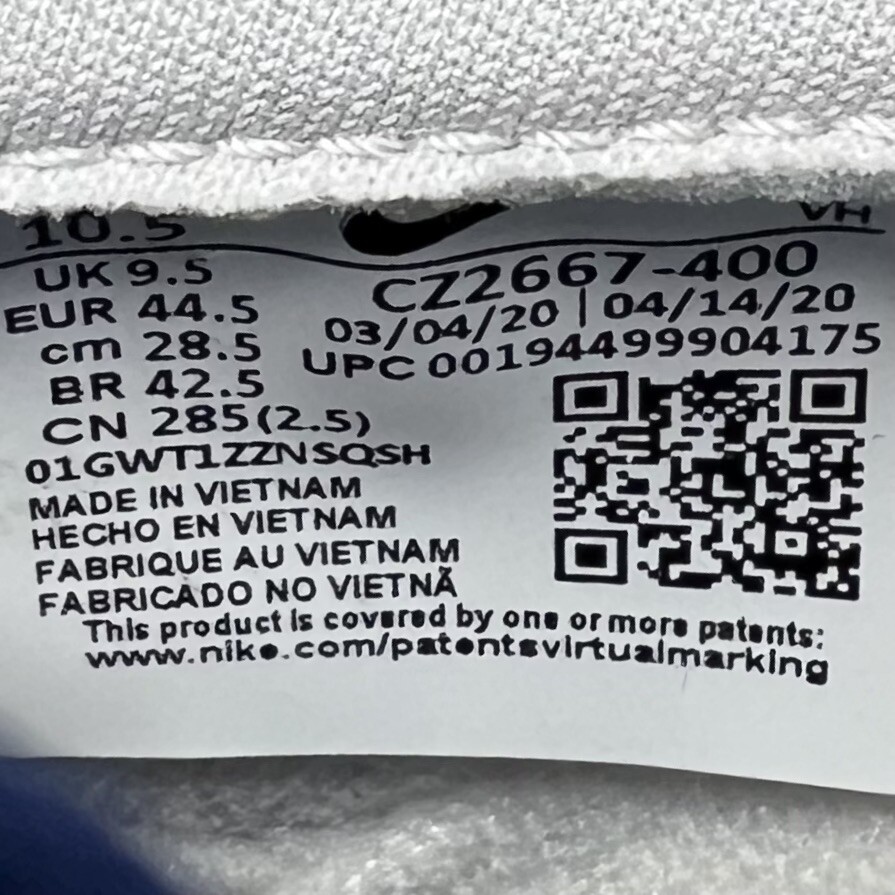 10.5
VH
UK 9.5
EUR 44.5
cm 28.5
BR 42.5
CN 285(2.5)
CZ2667-400
03/04/20 | 04/14/20
UPC 00194499904175
01GWT1ZZNSQSH
MADE IN VIETNAM
HECHO EN VIETNAM
FABRIQUE AU VIETNAM
FABRICADO NO VIETNÃ
This product is covered by one or more patents:
www.nike.com/patentsvirtualmarking